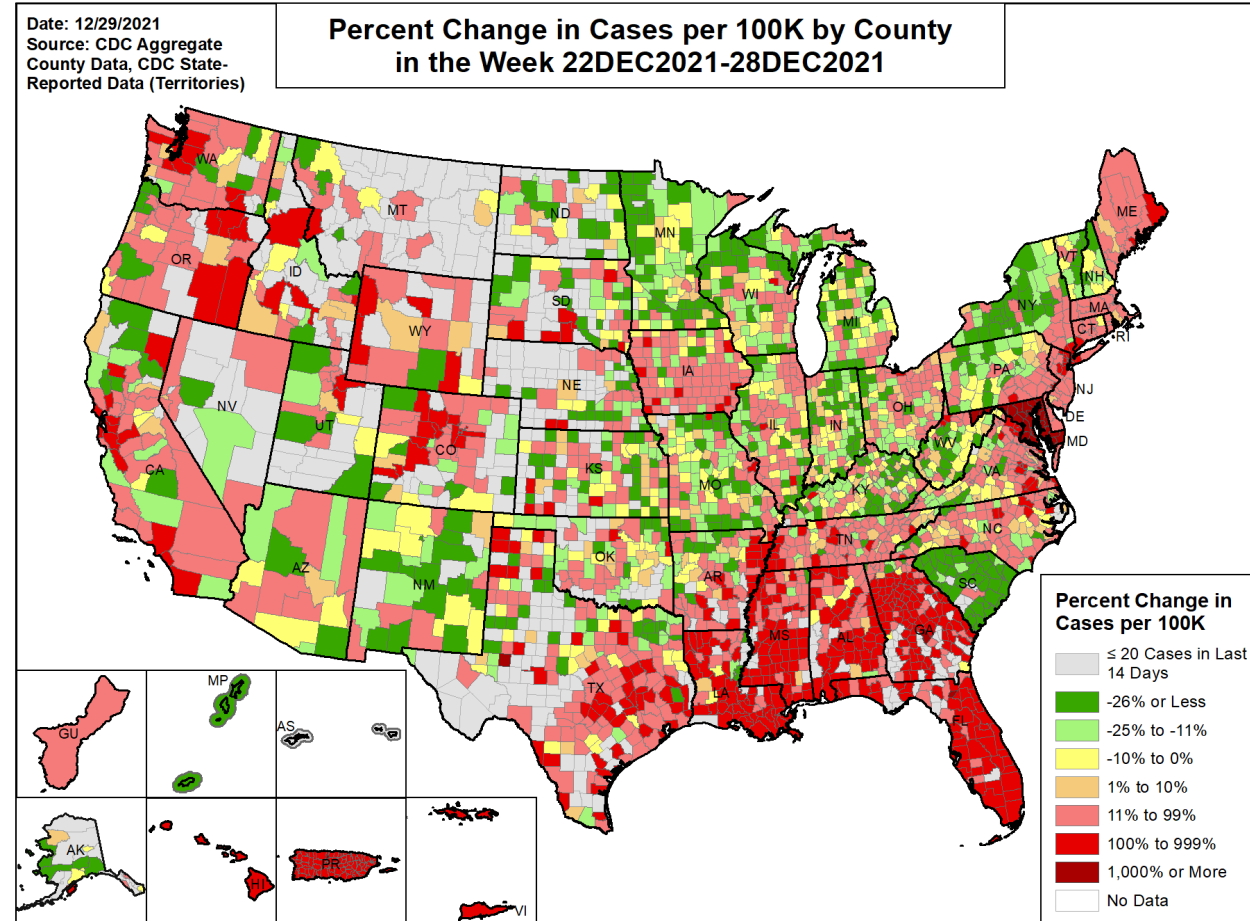 Date: 12/29/2021
Source: CDC Aggregate
County Data, CDC State-
Reported Data (Territories)
Percent Change in Cases per 100K by County
in the Week 22DEC2021-28DEC2021
WA
MT
ND
MN
ME
OR
ID
SD
WI
MI
VT
NH
NY
MA
CT
RI
WY
IA
NE
PA
NJ
NV
UT
CO
IL
IN
OH
DE
MD
WV
CA
KS
MO
KY
VA
AZ
NM
OK
AR
TN
NC
SC
MS
AL
GA
TX
LA
FL
GU
MP
AS
AK
HI
PR
VI
Percent Change in
Cases per 100K
≤ 20 Cases in Last
14 Days
-26% or Less
-25% to -11%
-10% to 0%
1% to 10%
11% to 99%
100% to 999%
1,000% or More
No Data